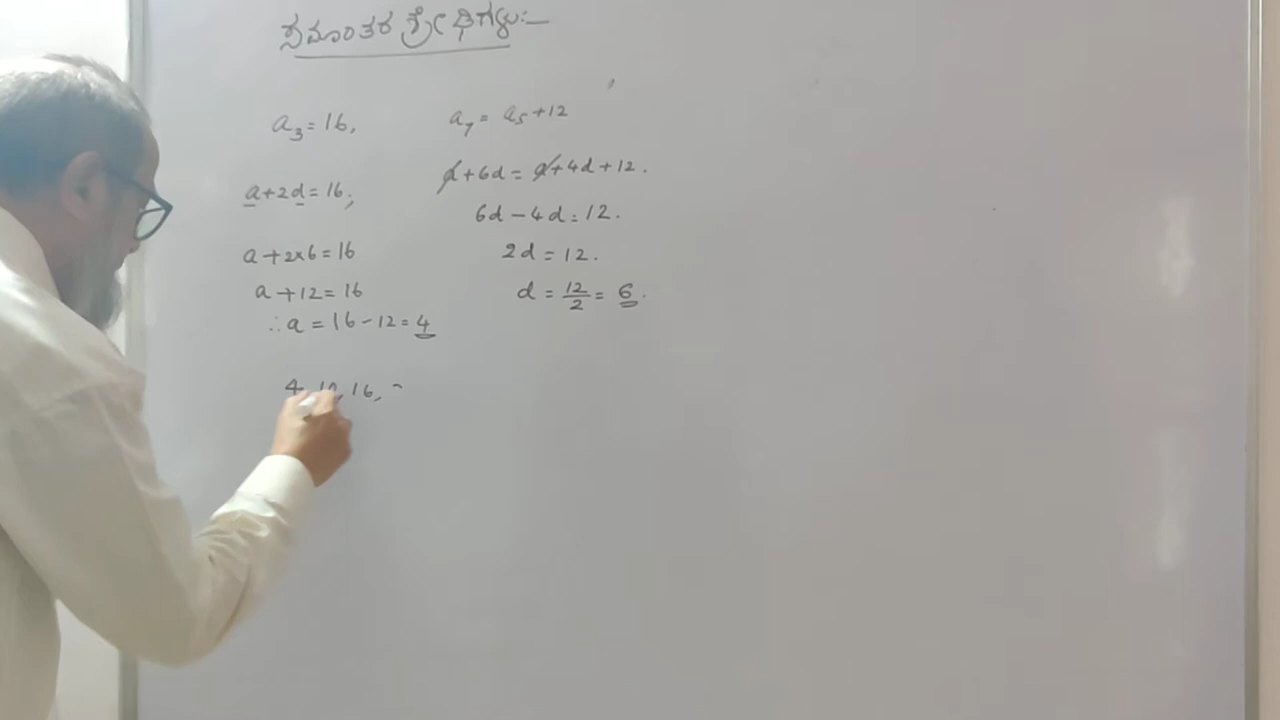 ಸಮಾಂತರ ಶ್ರೇಢಿಗಳು:—
a₃ = 16,
a₇ = a₅ + 12
a + 2d = 16;
a + 6d = a + 4d + 12.
6d − 4d = 12.
a + 2×6 = 16
2d = 12.
a + 12 = 16
d = 12/2 = 6.
∴ a = 16 − 12 = 4
4, 10, 16,